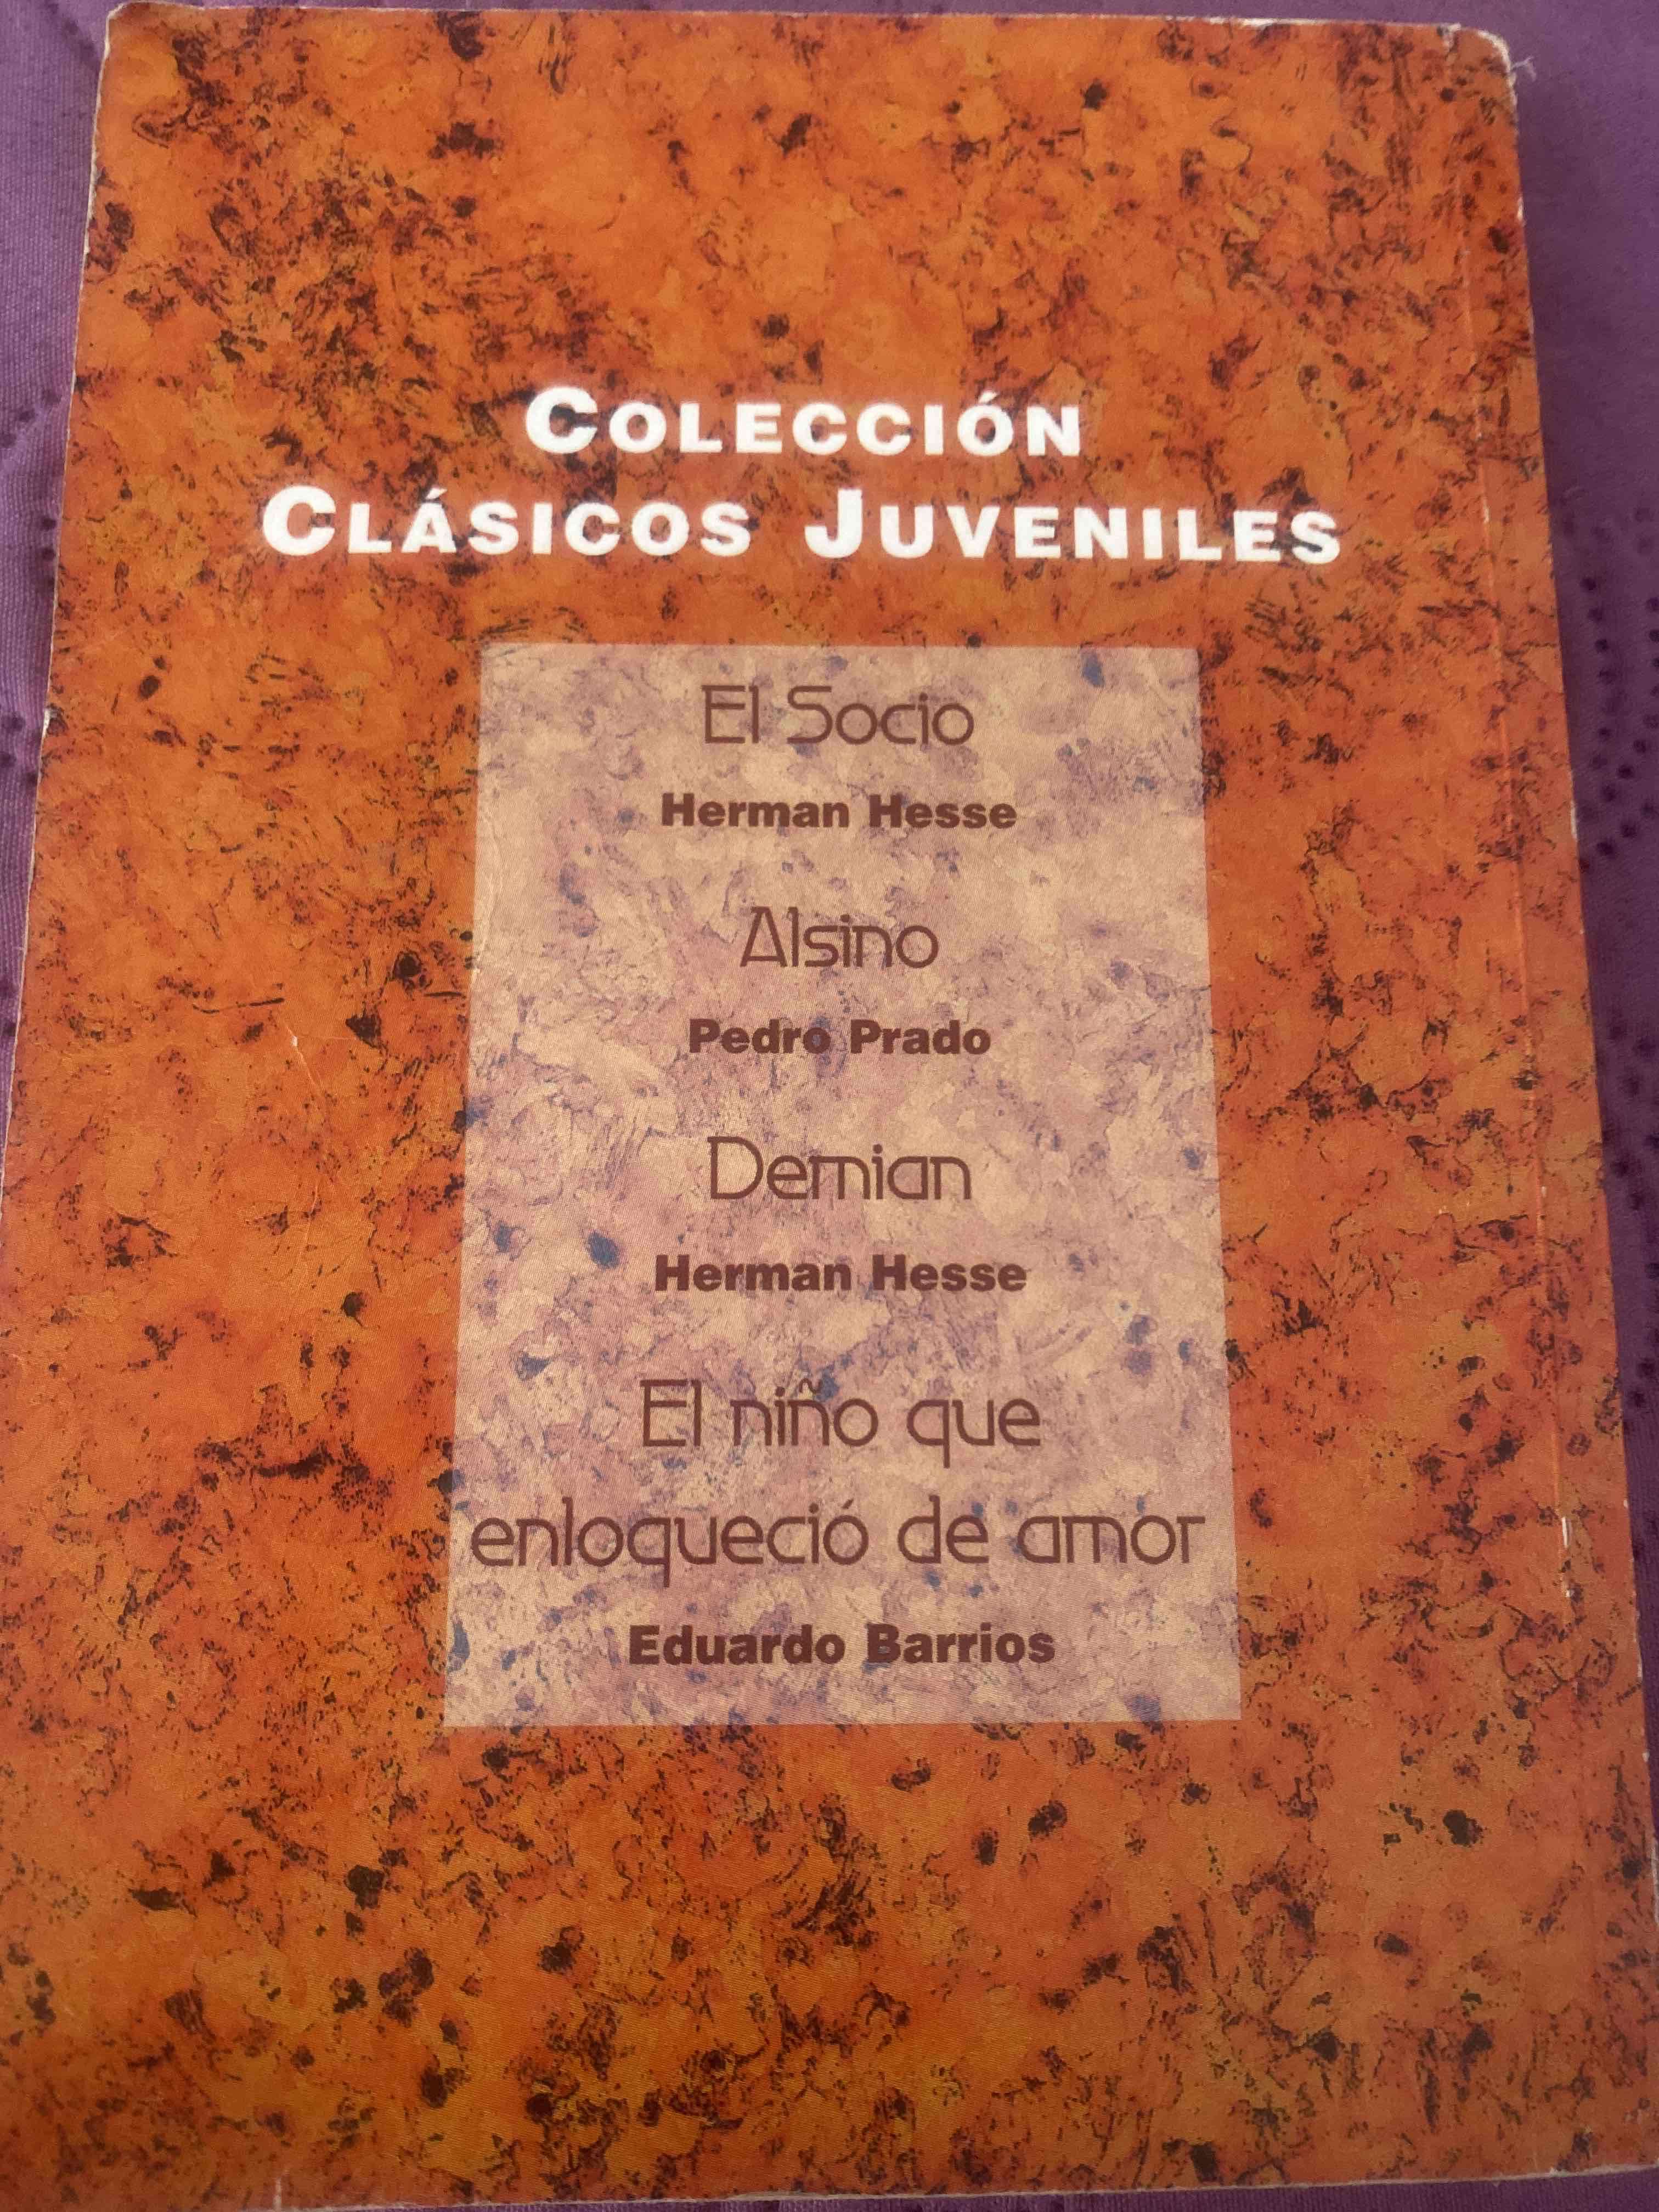 COLECCIÓN
CLÁSICOS JUVENILES
El Socio
Herman Hesse
Alsino
Pedro Prado
Demian
Herman Hesse
El niño que
enloqueció de amor
Eduardo Barrios